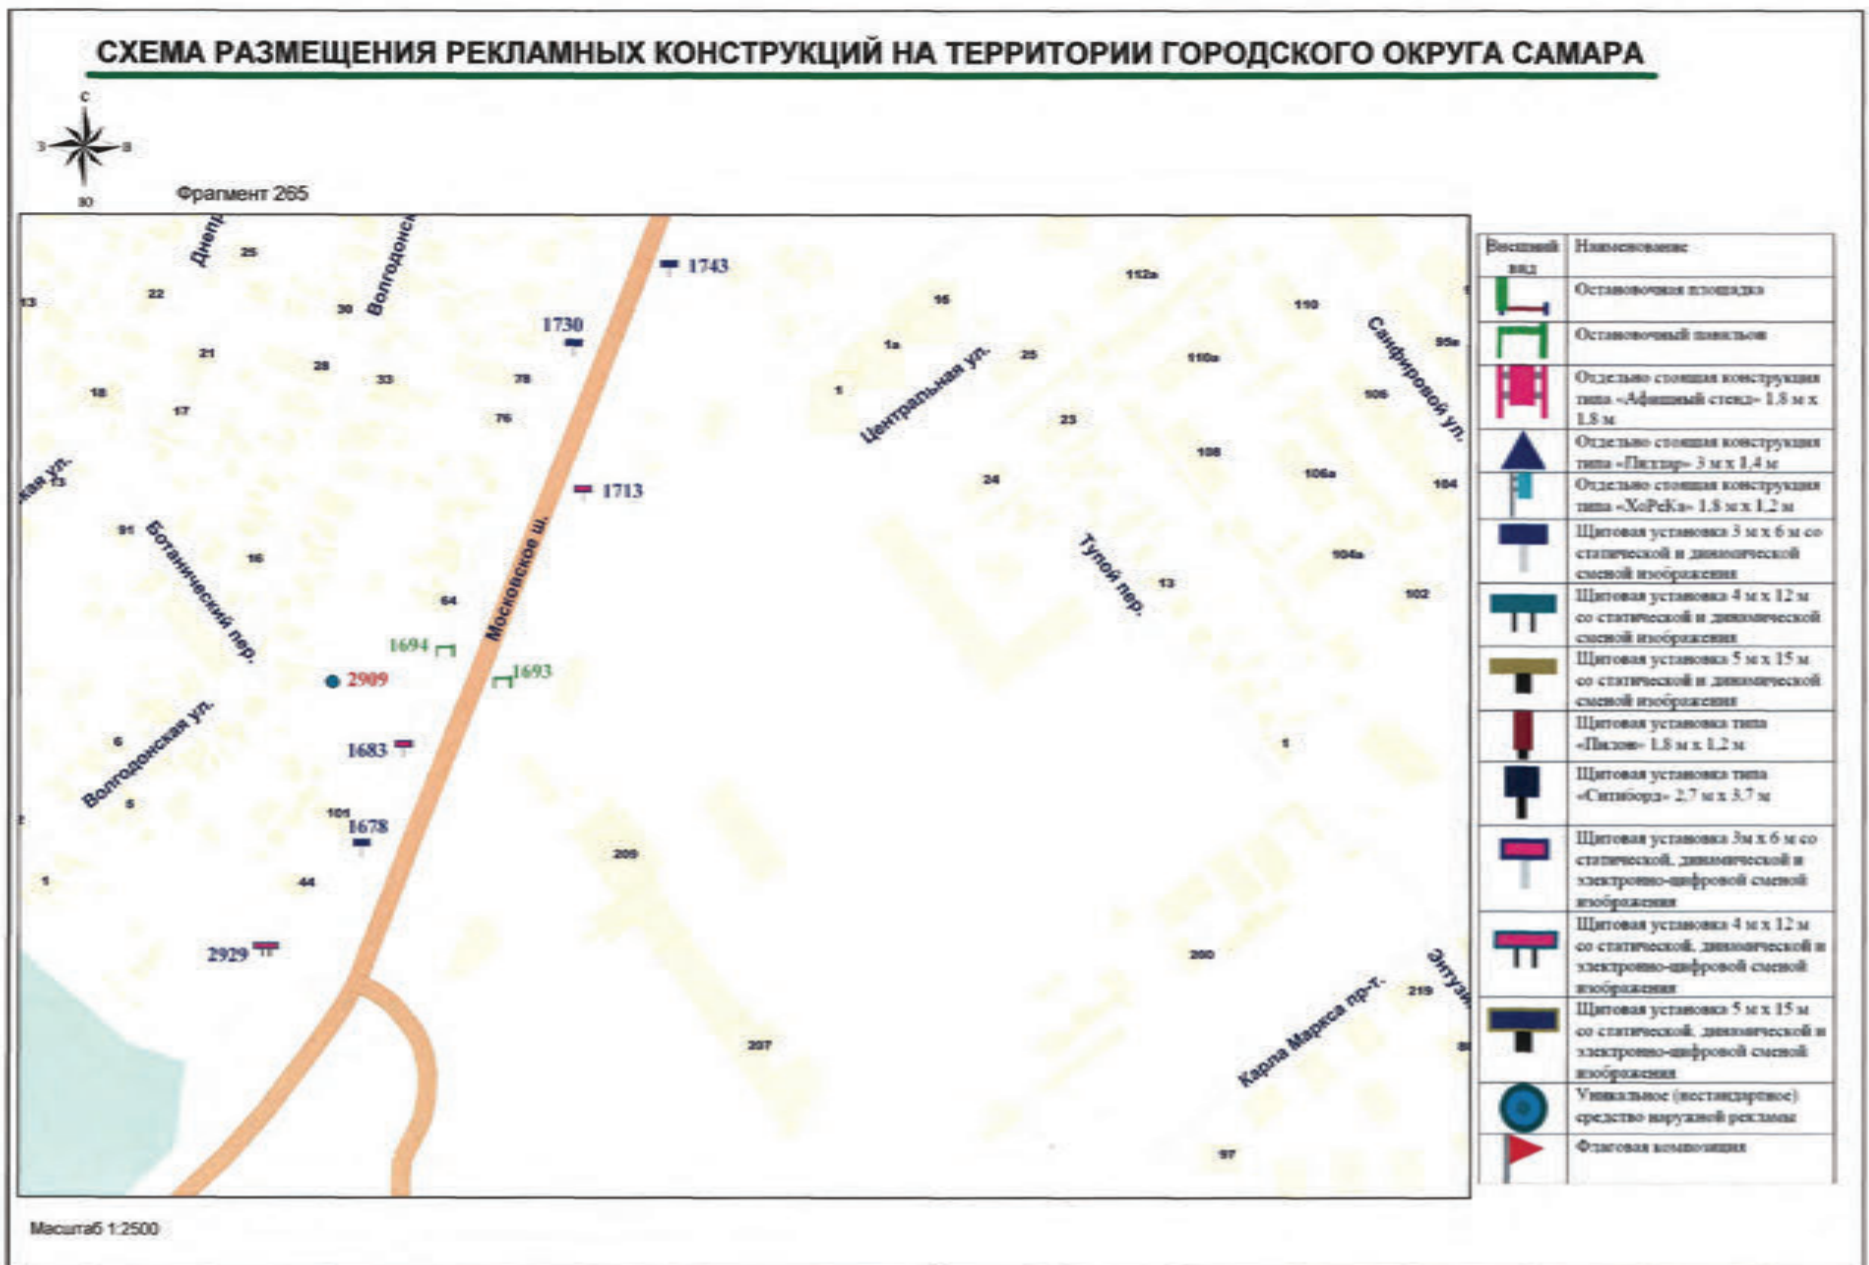 СХЕМА РАЗМЕЩЕНИЯ РЕКЛАМНЫХ КОНСТРУКЦИЙ НА ТЕРРИТОРИИ ГОРОДСКОГО ОКРУГА САМАРА
С
З В
Ю
Фрагмент 265
Днепр
25
Волгодонск
22
13
30
21
28
33
18
17
1743
1730
78
76
16
1а
1
Центральная ул.
25
23
24
112а
110
110а
Санфировой ул.
95а
106
108
106а
104
104а
102
Тупой пер.
13
1
ская ул.
13
91
Ботанический пер.
16
1713
Московское ш.
64
1694
1693
2909
6
Волгодонская ул.
5
1683
101
1678
2
1
44
2929
209
207
200
Карла Маркса пр-т.
219
Энтузи
97
Внешний
вид
Наименование
Остановочная площадка
Остановочный павильон
Отдельно стоящая конструкция
типа «Афишный стенд» 1.8 м х
1.8 м
Отдельно стоящая конструкция
типа «Пиллар» 3 м х 1,4 м
Отдельно стоящая конструкция
типа «ХоРеКа» 1,8 м х 1,2 м
Щитовая установка 3 м х 6 м со
статической и динамической
сменой изображения
Щитовая установка 4 м х 12 м
со статической и динамической
сменой изображения
Щитовая установка 5 м х 15 м
со статической и динамической
сменой изображения
Щитовая установка типа
«Пилон» 1,8 м х 1,2 м
Щитовая установка типа
«Ситиборд» 2,7 м х 3,7 м
Щитовая установка 3м х 6 м со
статической, динамической и
электронно-цифровой сменой
изображения
Щитовая установка 4 м х 12 м
со статической, динамической и
электронно-цифровой сменой
изображения
Щитовая установка 5 м х 15 м
со статической, динамической и
электронно-цифровой сменой
изображения
Уникальное (нестандартное)
средство наружной рекламы
Флаговая композиция
Масштаб 1:2500